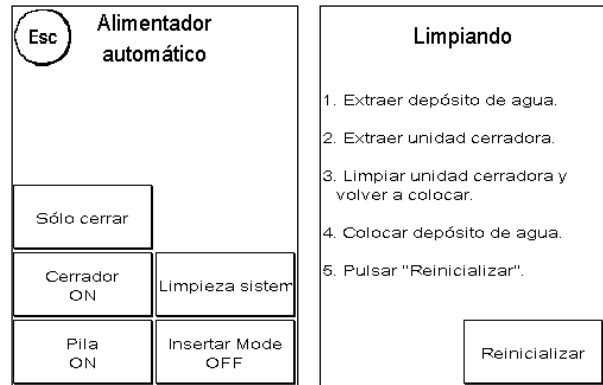 Esc
Alimentador
automático
Sólo cerrar
Cerrador
ON
Limpieza sistem
Pila
ON
Insertar Mode
OFF
Limpiando
1. Extraer depósito de agua.
2. Extraer unidad cerradora.
3. Limpiar unidad cerradora y
volver a colocar.
4. Colocar depósito de agua.
5. Pulsar "Reinicializar".
Reinicializar